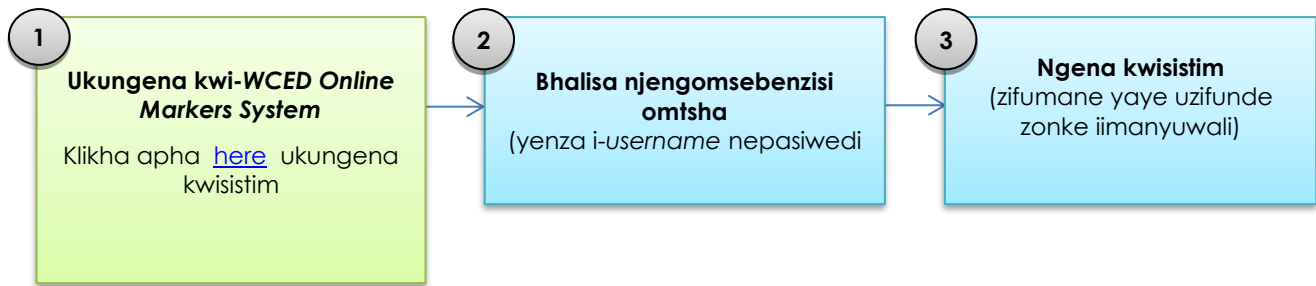 1
Ukungena kwi-WCED Online
Markers System
Klikha apha here ukungena
kwisistim
2
Bhalisa njengomsebenzisi
omtsha
(yenza i-username nepasiwedi
3
Ngena kwisistim
(zifumane yaye uzifunde
zonke iimanyuwali)